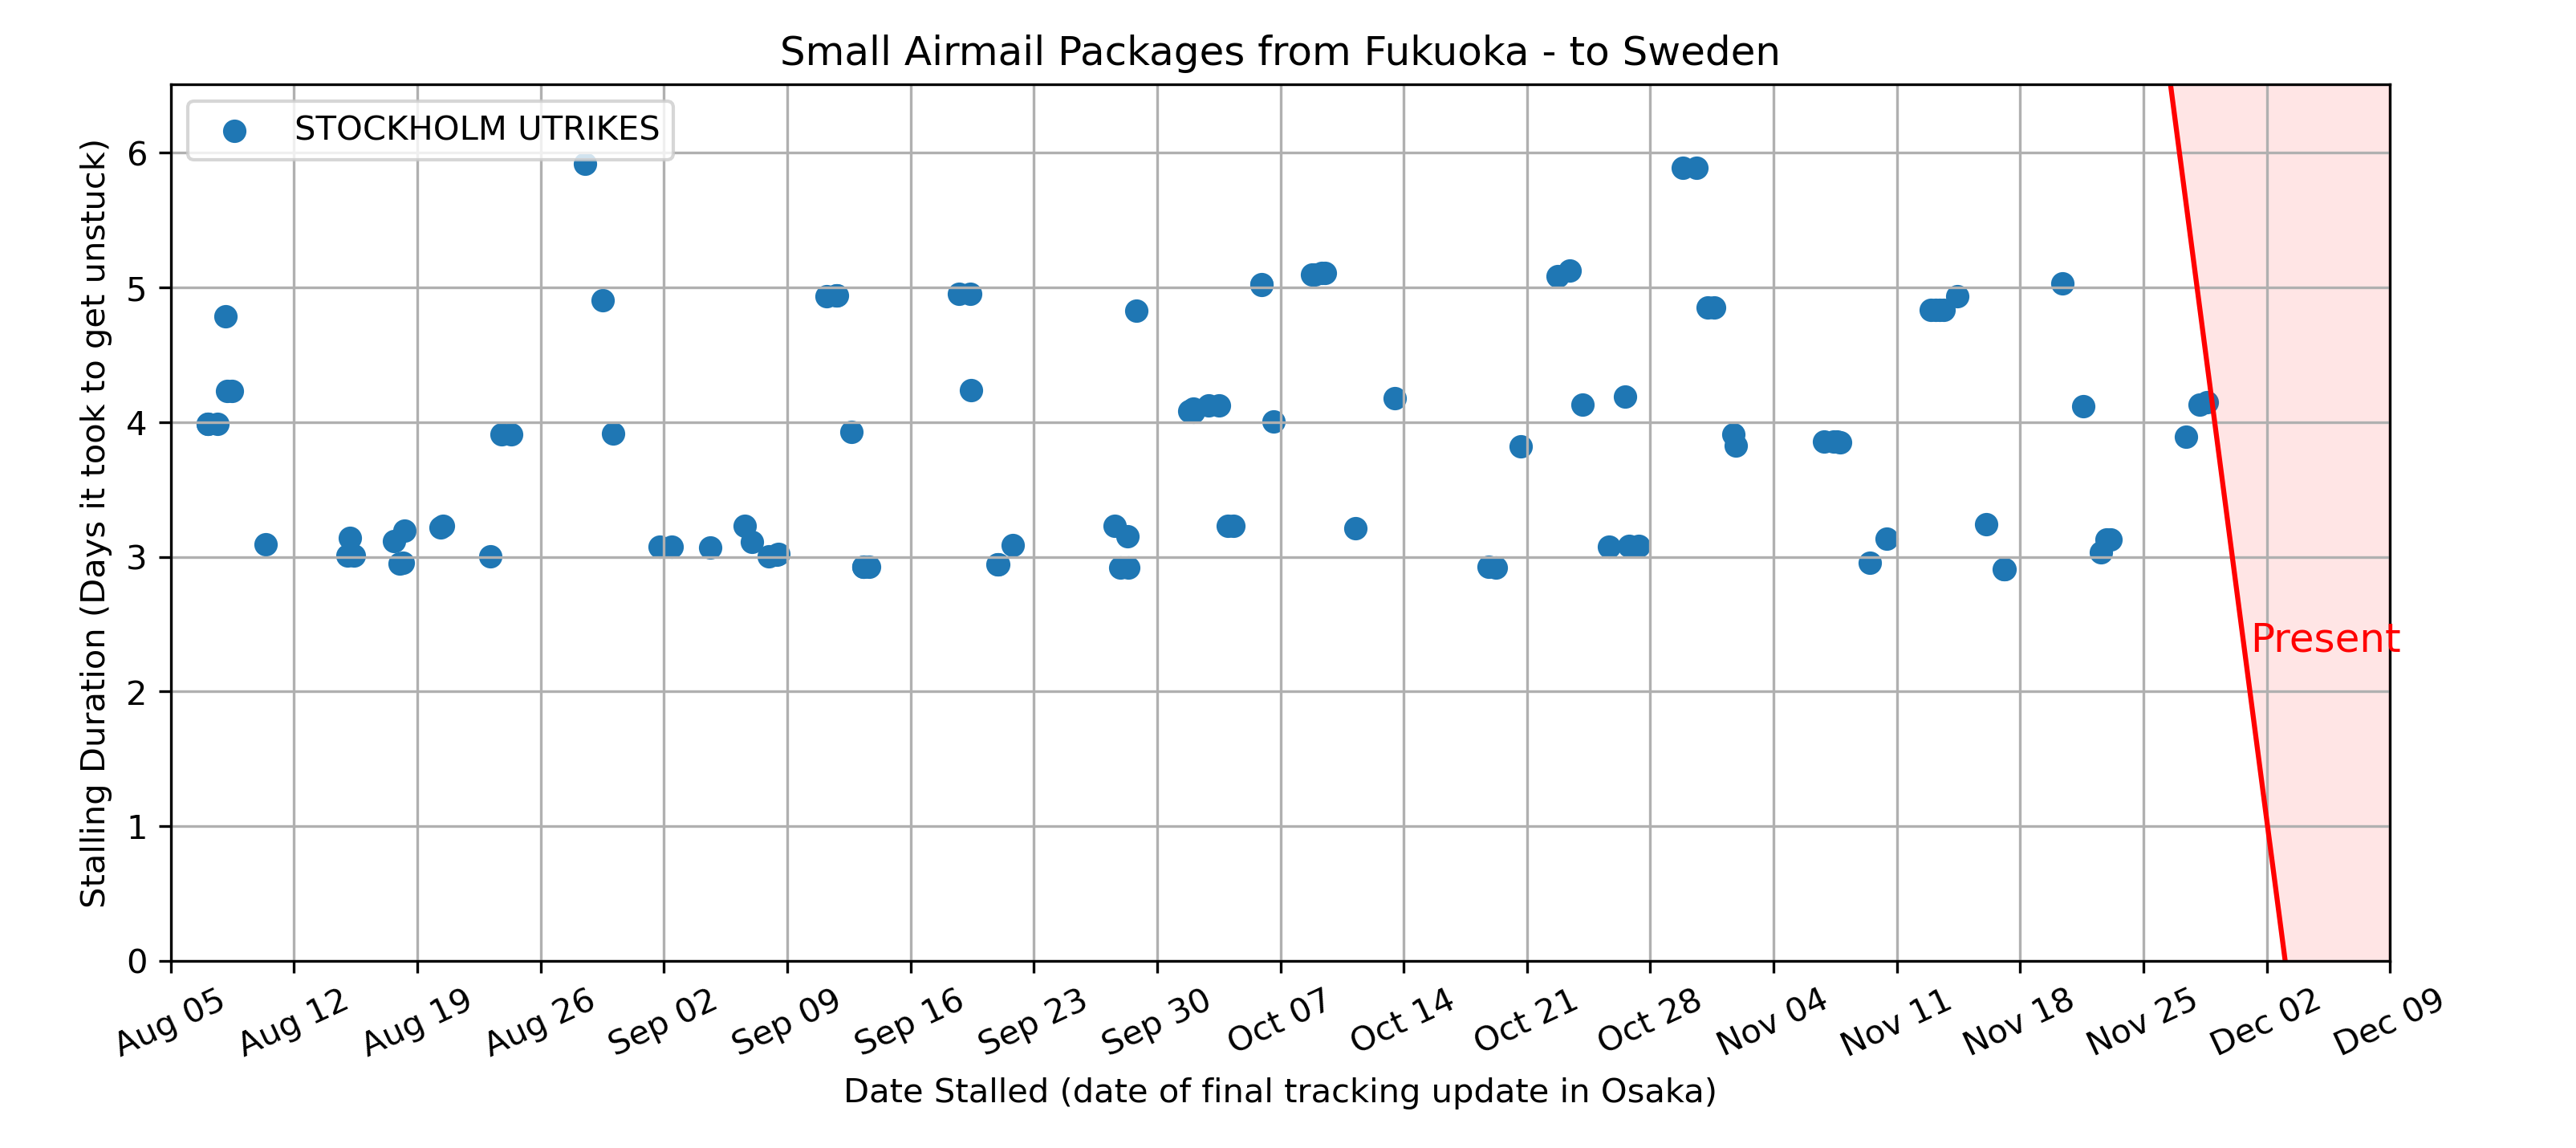 Small Airmail Packages from Fukuoka - to Sweden
STOCKHOLM UTRIKES
Stalling Duration (Days it took to get unstuck)
6
5
4
3
2
1
0
Present
Aug 05 Aug 12 Aug 19 Aug 26 Sep 02 Sep 09 Sep 16 Sep 23 Sep 30 Oct 07 Oct 14 Oct 21 Oct 28 Nov 04 Nov 11 Nov 18 Nov 25 Dec 02 Dec 09
Date Stalled (date of final tracking update in Osaka)